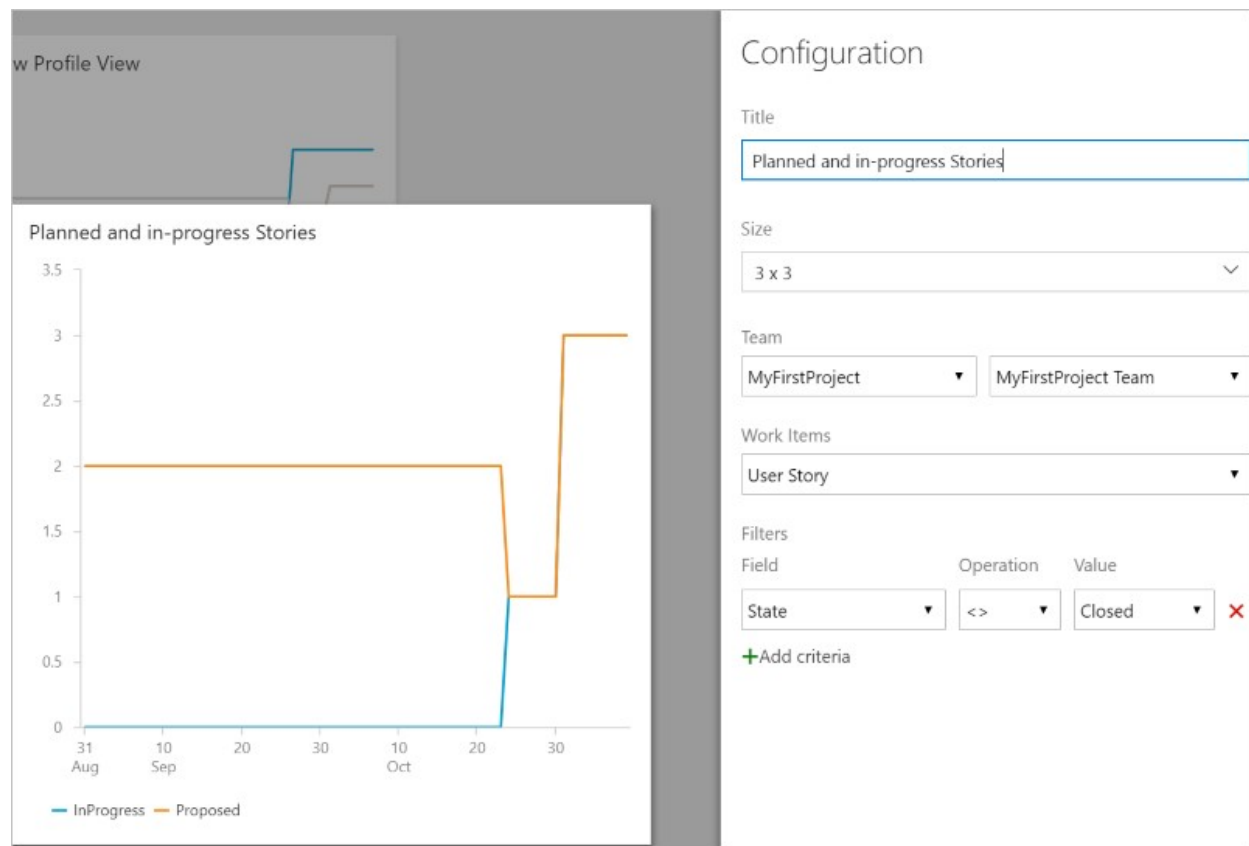 w Profile View
Planned and in-progress Stories
3.5
3
2.5
2
1.5
1
0.5
0
31 10 20 30 10 20 30
Aug Sep Oct
InProgress Proposed
Configuration
Title
Planned and in-progress Stories
Size
3 x 3
Team
MyFirstProject MyFirstProject Team
Work Items
User Story
Filters
Field Operation Value
State <> Closed
+Add criteria